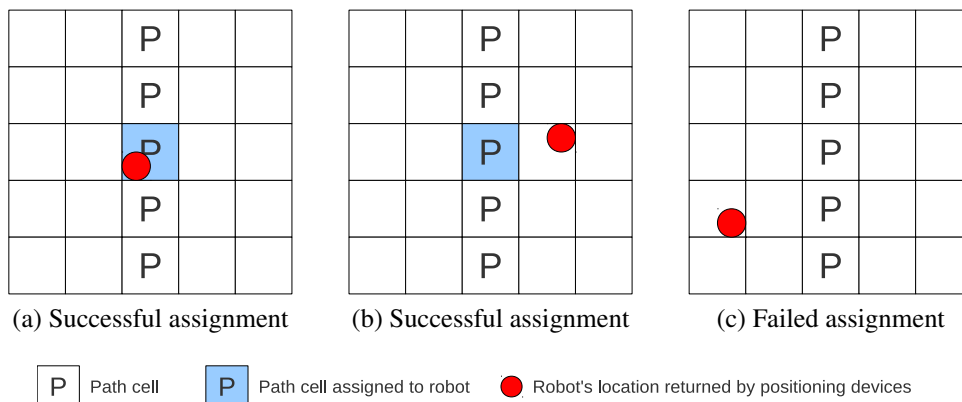 P P P
P P P
P P P
P P P
P P P
(a) Successful assignment (b) Successful assignment (c) Failed assignment
P Path cell P Path cell assigned to robot Robot's location returned by positioning devices